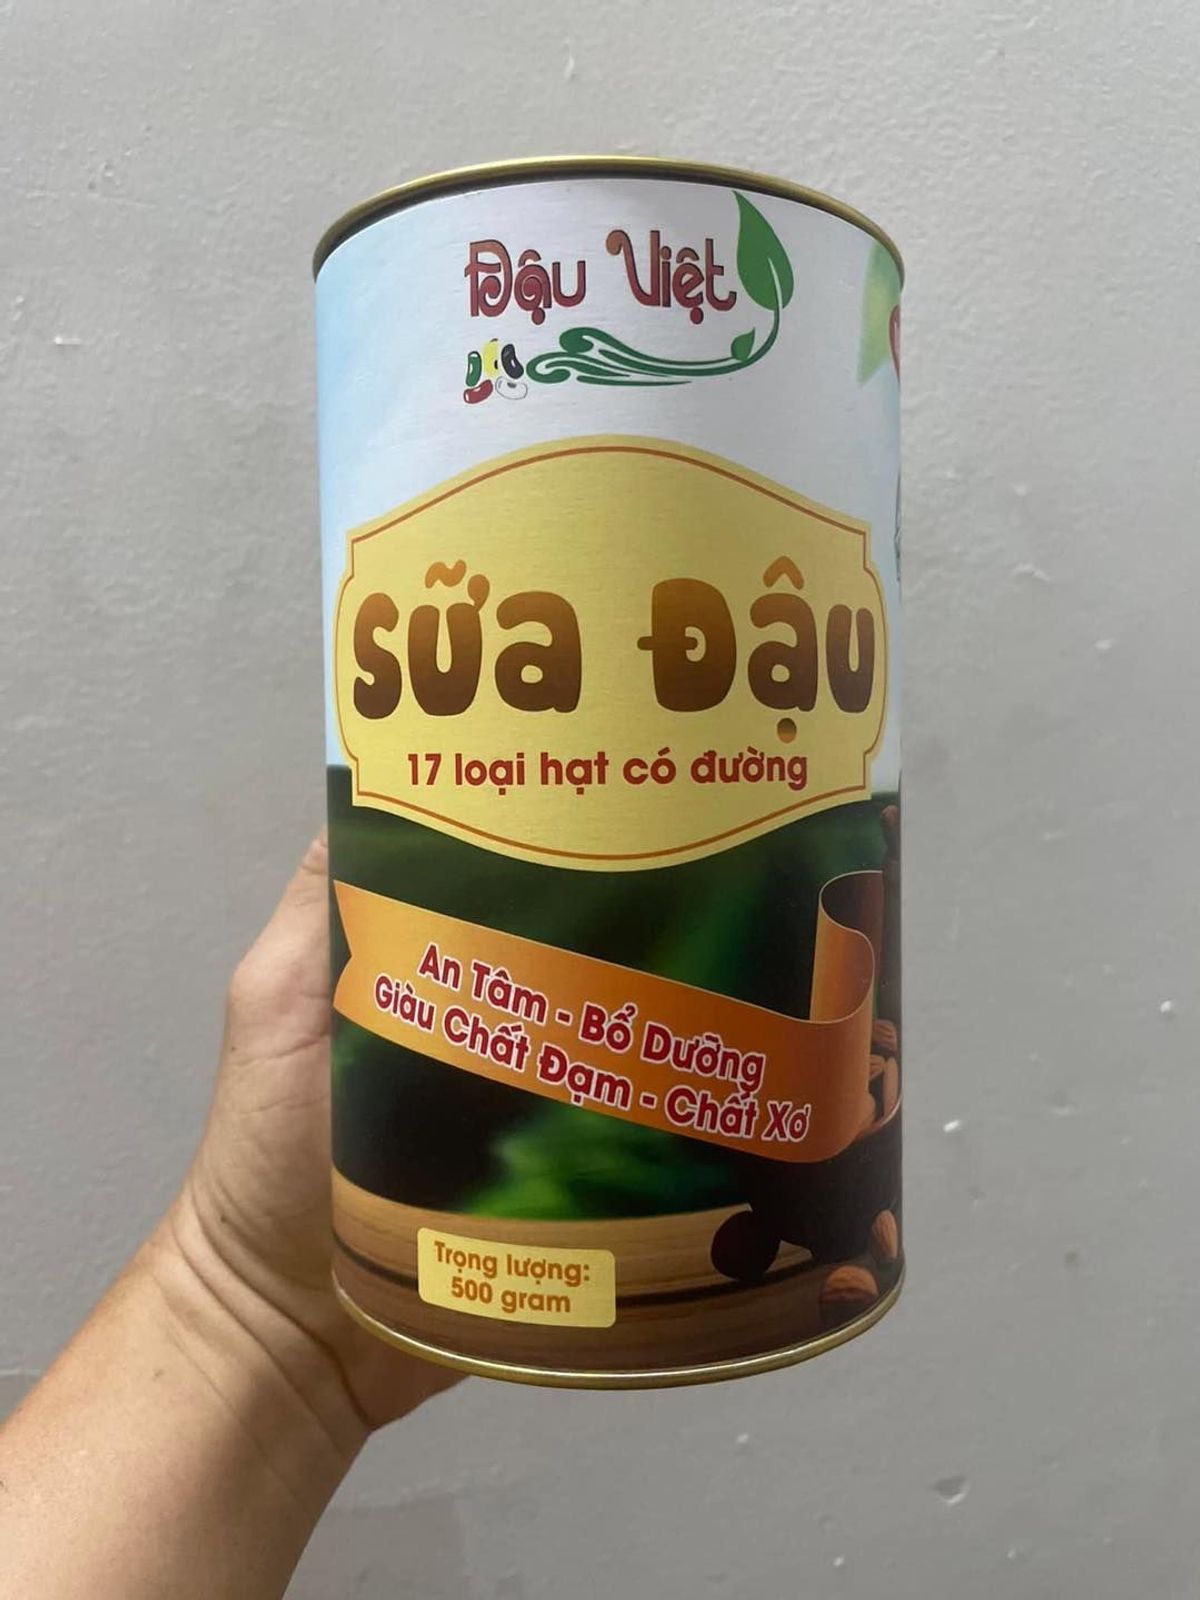 Đậu Việt
Sữa Đậu
17 loại hạt có đường
An Tâm - Bổ Dưỡng
Giàu Chất Đạm - Chất Xơ
Trọng lượng:
500 gram